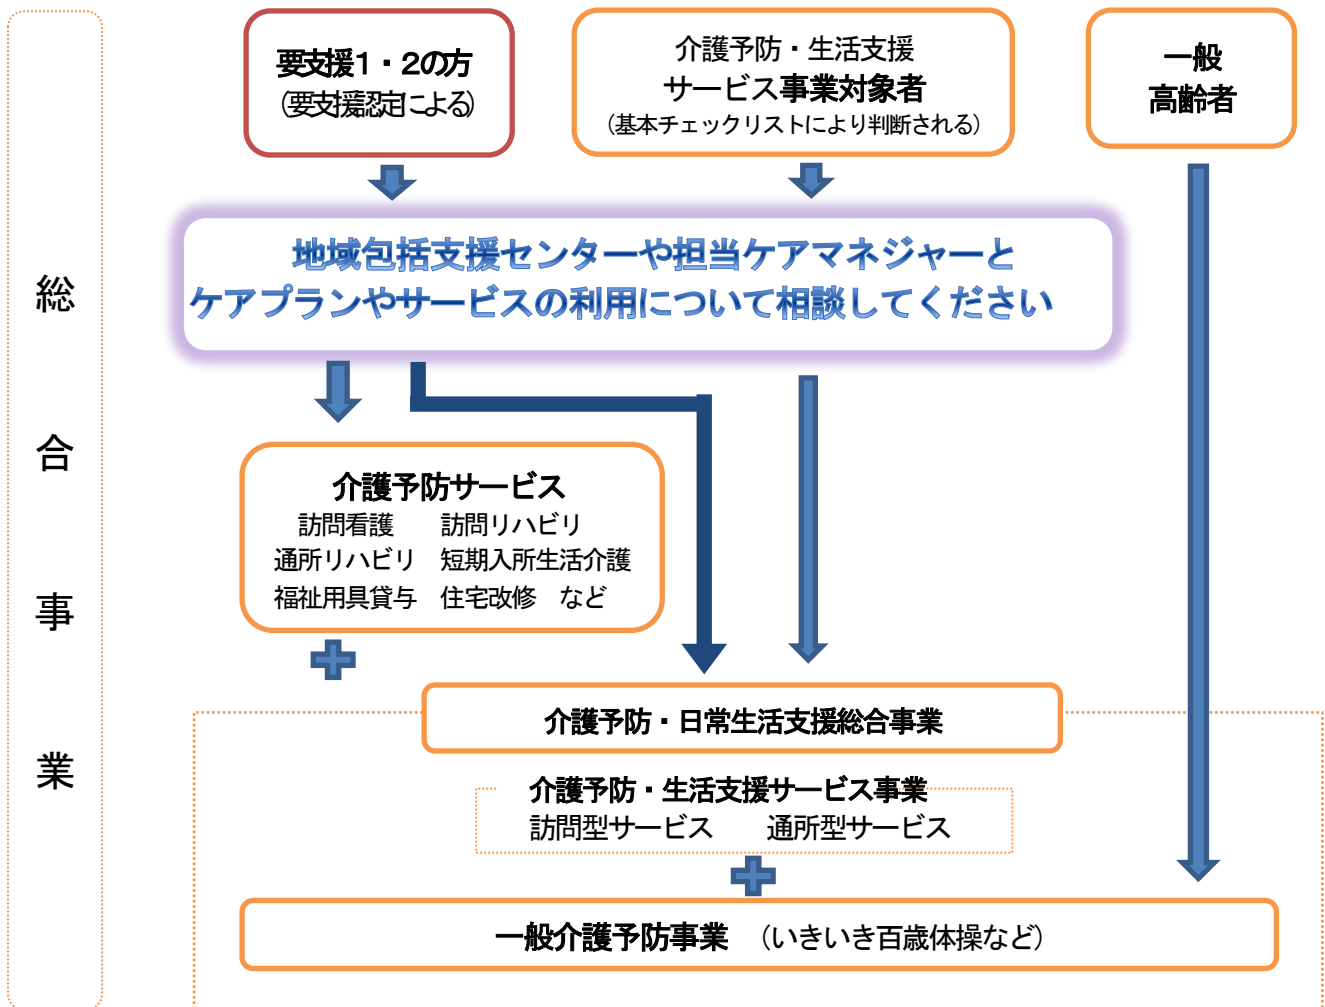 総合事業
要支援1・2の方
（要支援認定による）
介護予防・生活支援
サービス事業対象者
（基本チェックリストにより判断される）
一般
高齢者
地域包括支援センターや担当ケアマネジャーと
ケアプランやサービスの利用について相談してください
介護予防サービス
訪問看護　訪問リハビリ
通所リハビリ　短期入所生活介護
福祉用具貸与　住宅改修　など
介護予防・日常生活支援総合事業
介護予防・生活支援サービス事業
訪問型サービス　通所型サービス
一般介護予防事業　（いきいき百歳体操など）